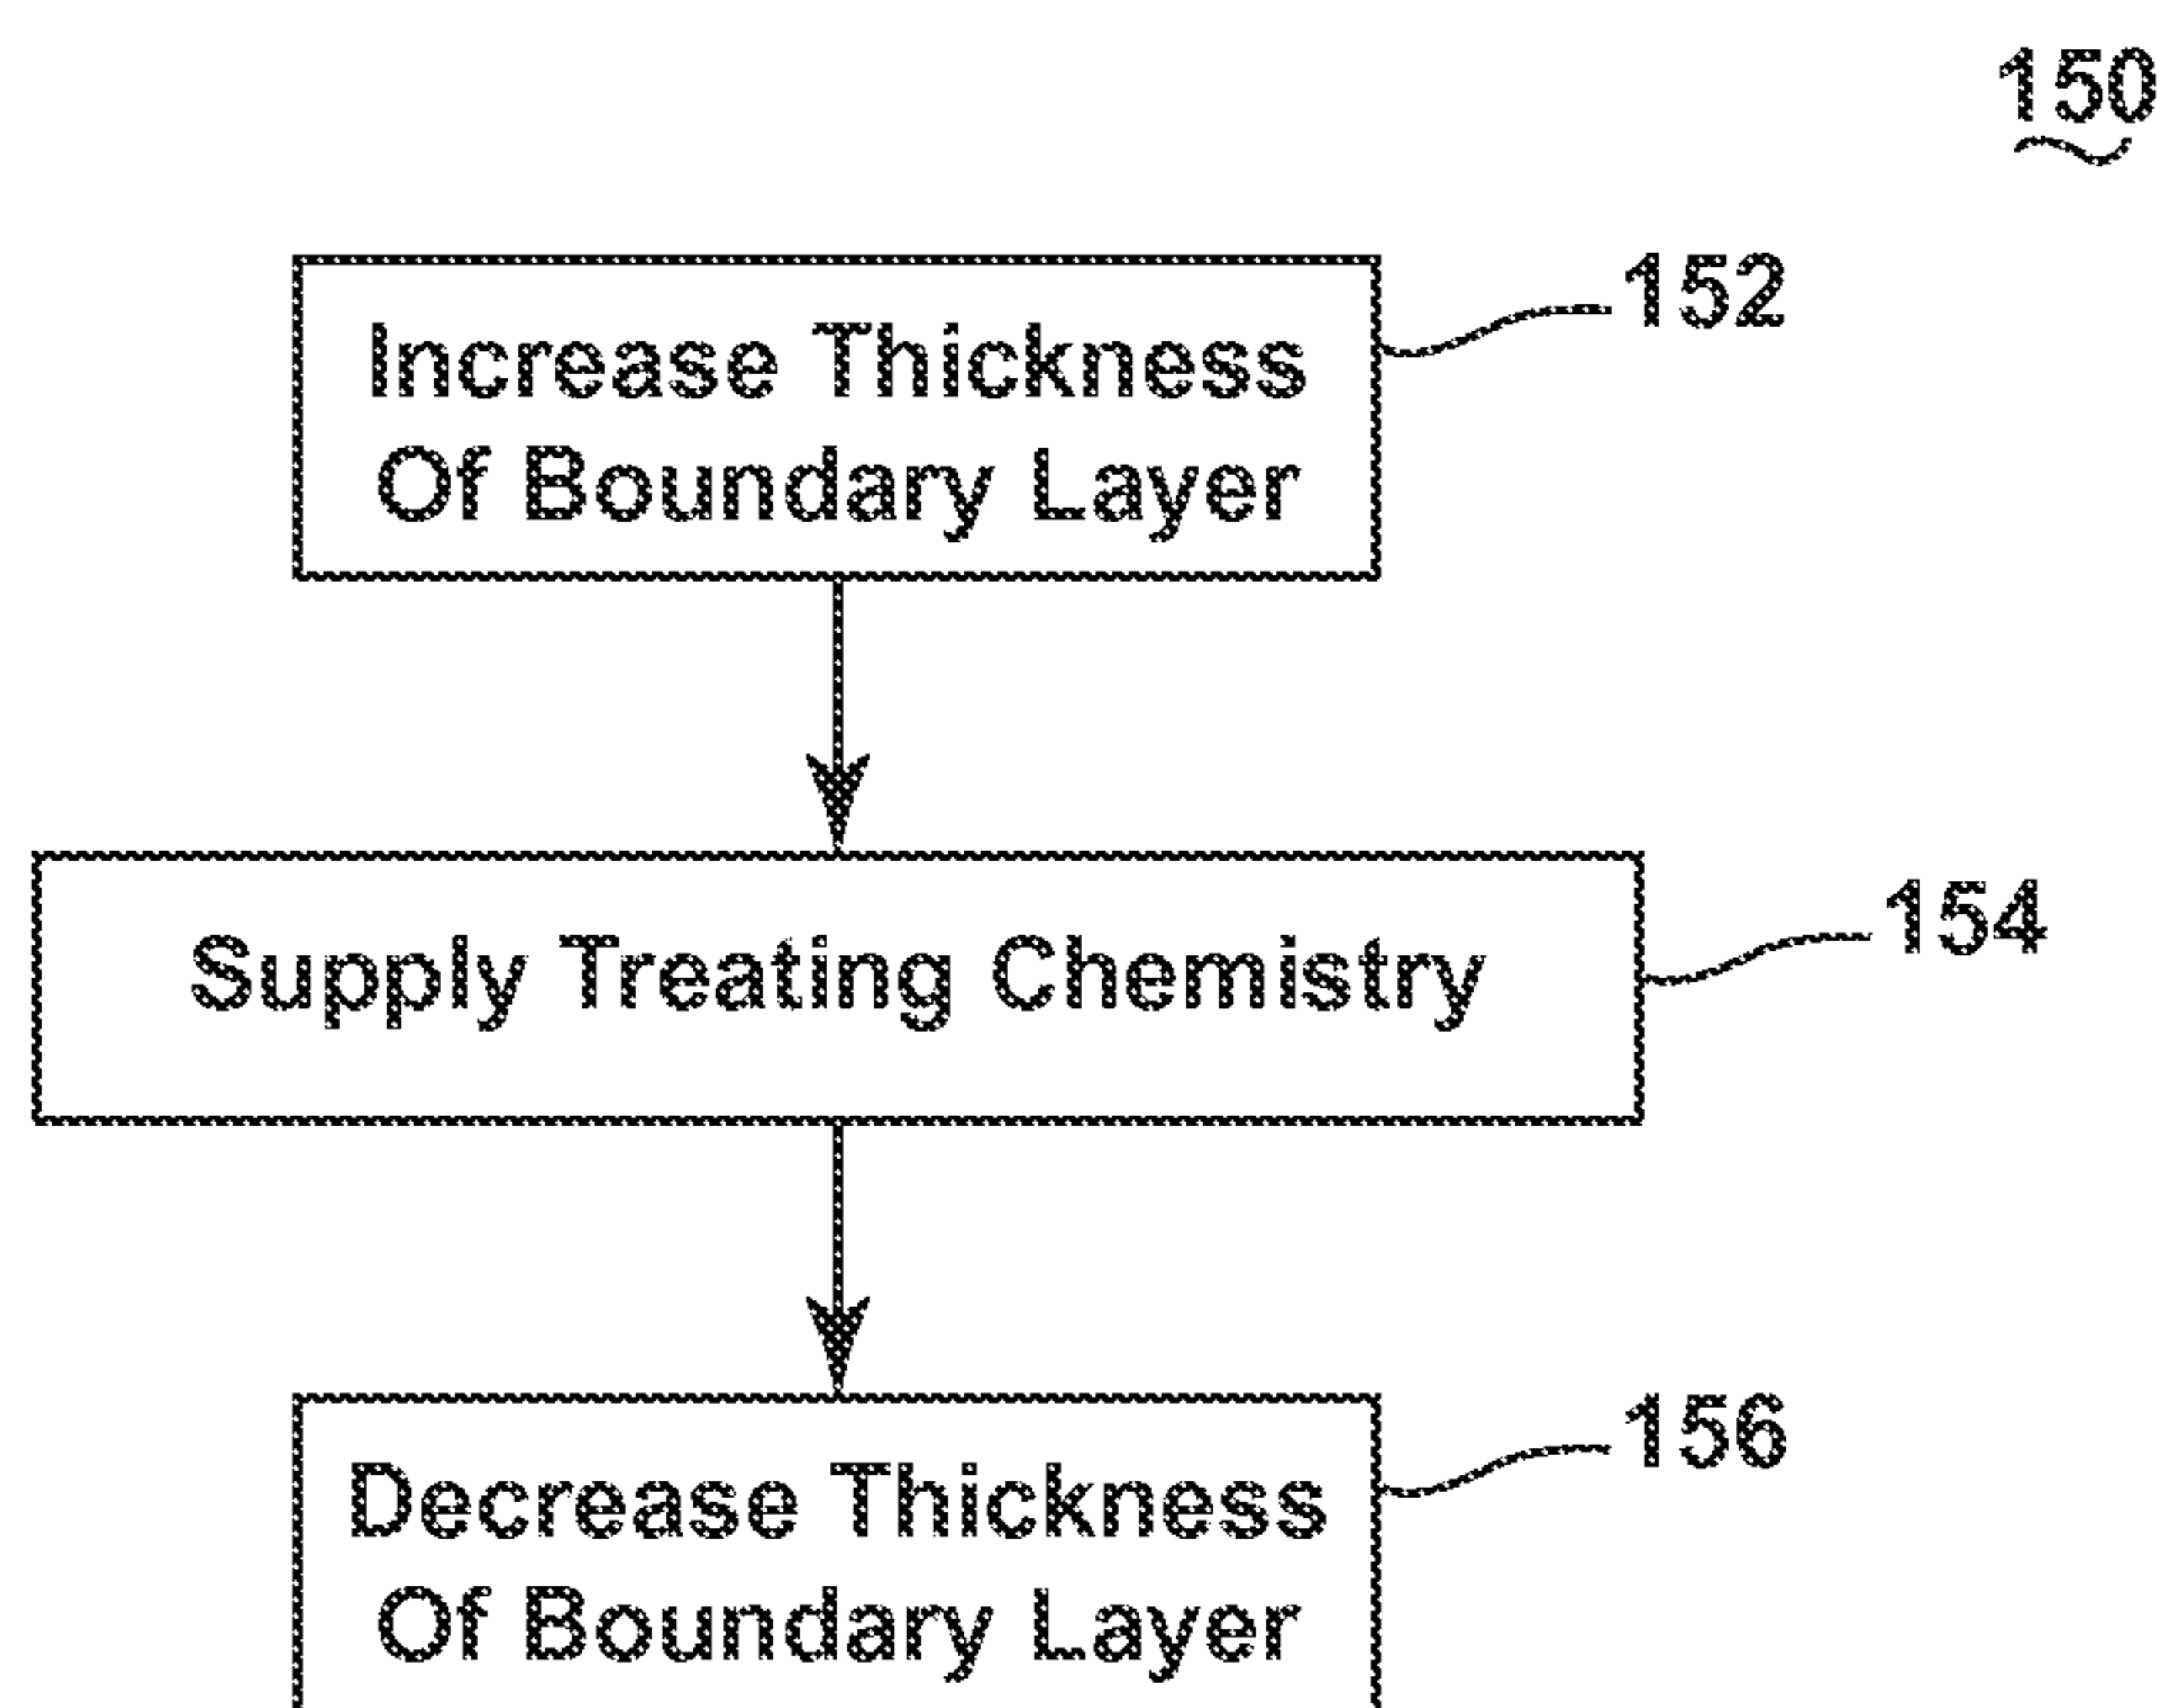 150
152
Increase Thickness
Of Boundary Layer
154
Supply Treating Chemistry
156
Decrease Thickness
Of Boundary Layer